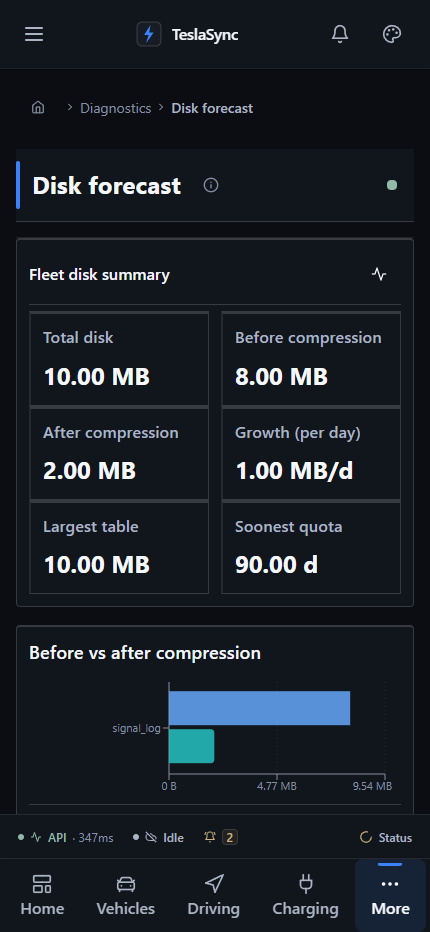 TeslaSync
Diagnostics Disk forecast
Disk forecast
Fleet disk summary
Total disk
10.00 MB
Before compression
8.00 MB
After compression
2.00 MB
Growth (per day)
1.00 MB/d
Largest table
10.00 MB
Soonest quota
90.00 d
Before vs after compression
signal_log
0 B 4.77 MB 9.54 MB
API · 347ms Idle 2 Status
Home Vehicles Driving Charging More